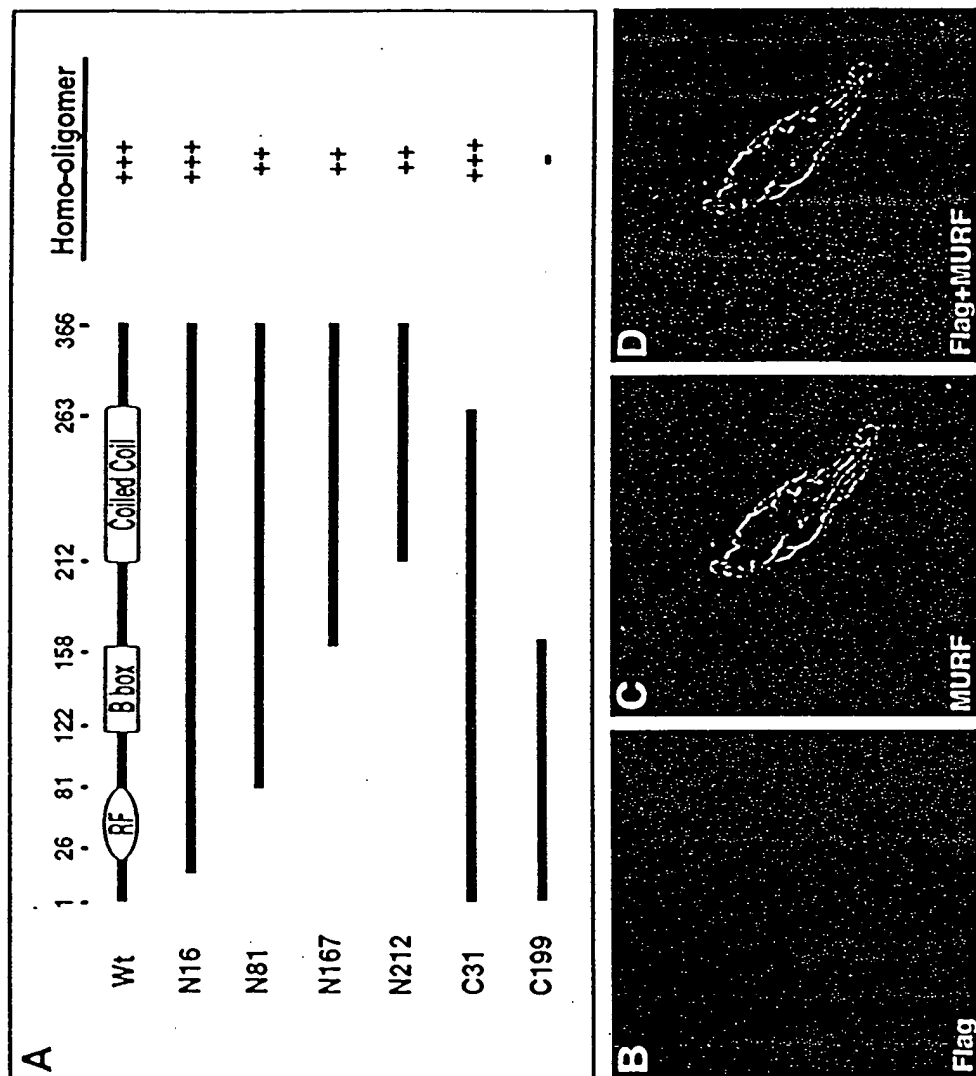 A
Homo-oligomer
1 26 81 122 158 212 263 366
Wt RF B box Coiled Coil +++
N16 +++
N81 ++
N167 ++
N212 ++
C31 +++
C199 -
B
Flag
C
MURF
D
Flag+MURF